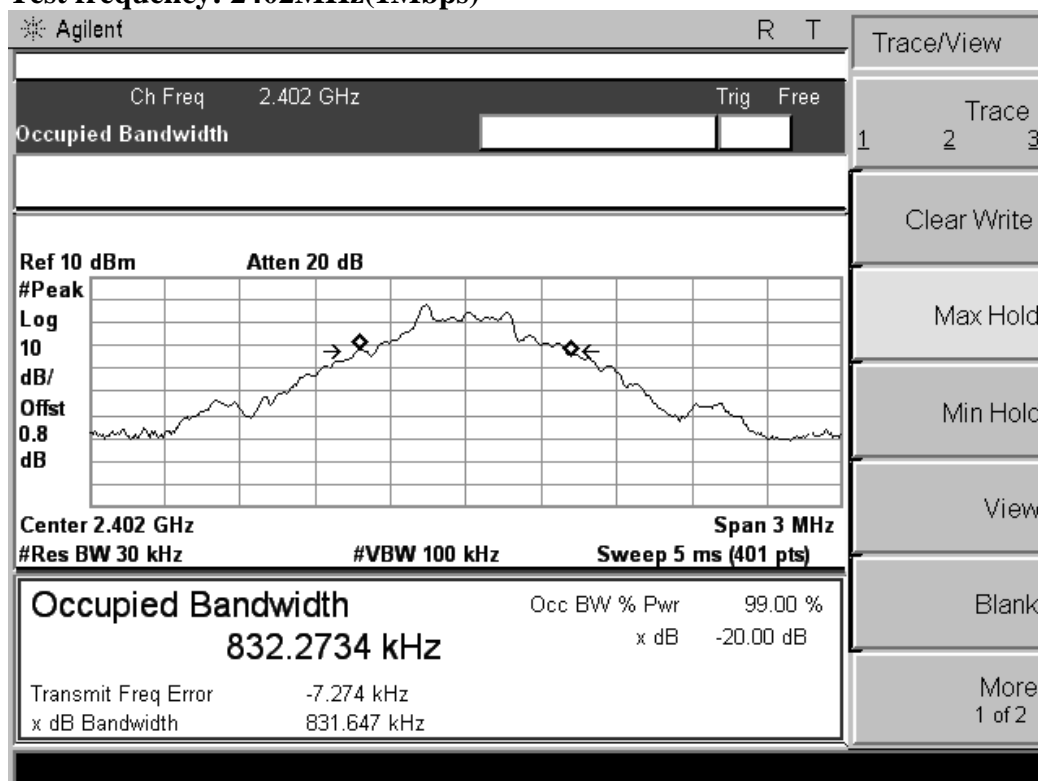 Test frequency: 2402MHz(1Mbps)
Agilent R T
Trace/View
Ch Freq 2.402 GHz Trig Free
Occupied Bandwidth
Trace
1 2 3
Clear Write
Ref 10 dBm Atten 20 dB
#Peak
Log
10
dB/
Offst
0.8
dB
Max Hold
Min Hold
Center 2.402 GHz Span 3 MHz
#Res BW 30 kHz #VBW 100 kHz Sweep 5 ms (401 pts)
View
Occupied Bandwidth Occ BW % Pwr 99.00 %
832.2734 kHz x dB -20.00 dB
Blank
Transmit Freq Error -7.274 kHz
x dB Bandwidth 831.647 kHz
More
1 of 2